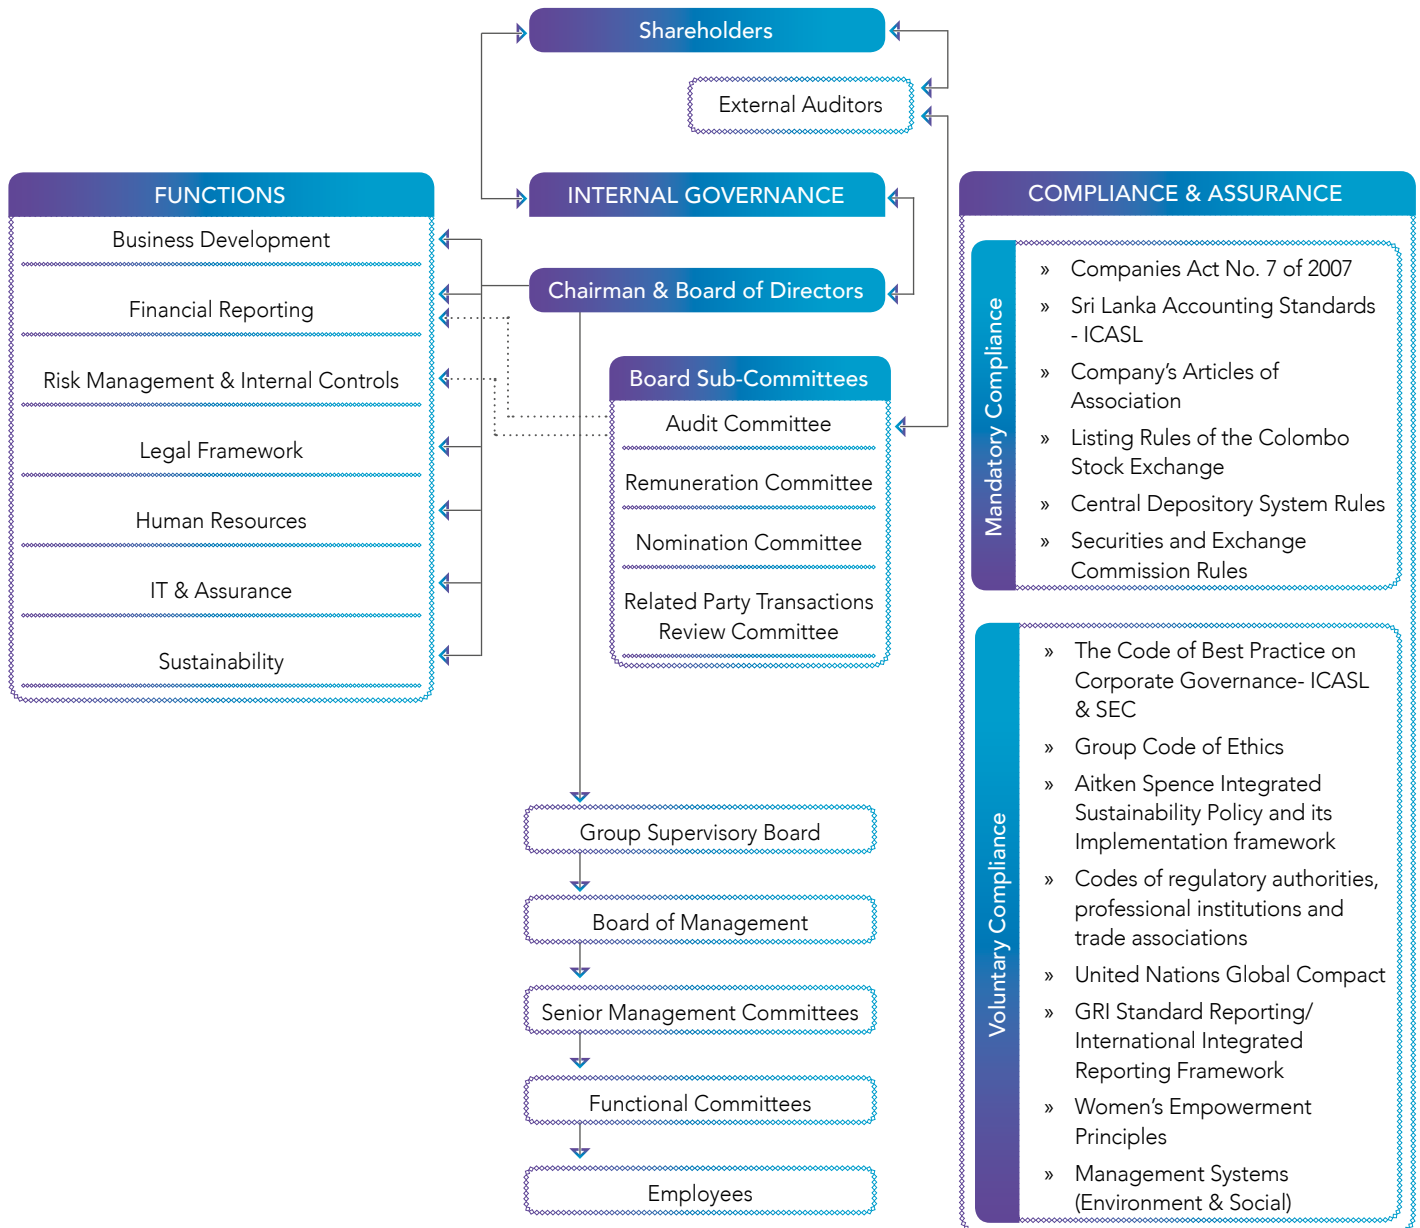 Shareholders
External Auditors
FUNCTIONS
Business Development
Financial Reporting
Risk Management & Internal Controls
Legal Framework
Human Resources
IT & Assurance
Sustainability
INTERNAL GOVERNANCE
Chairman & Board of Directors
Board Sub-Committees
Audit Committee
Remuneration Committee
Nomination Committee
Related Party Transactions
Review Committee
Group Supervisory Board
Board of Management
Senior Management Committees
Functional Committees
Employees
COMPLIANCE & ASSURANCE
Mandatory Compliance
» Companies Act No. 7 of 2007
» Sri Lanka Accounting Standards
- ICASL
» Company’s Articles of
Association
» Listing Rules of the Colombo
Stock Exchange
» Central Depository System Rules
» Securities and Exchange
Commission Rules
Voluntary Compliance
» The Code of Best Practice on
Corporate Governance- ICASL
& SEC
» Group Code of Ethics
» Aitken Spence Integrated
Sustainability Policy and its
Implementation framework
» Codes of regulatory authorities,
professional institutions and
trade associations
» United Nations Global Compact
» GRI Standard Reporting/
International Integrated
Reporting Framework
» Women’s Empowerment
Principles
» Management Systems
(Environment & Social)